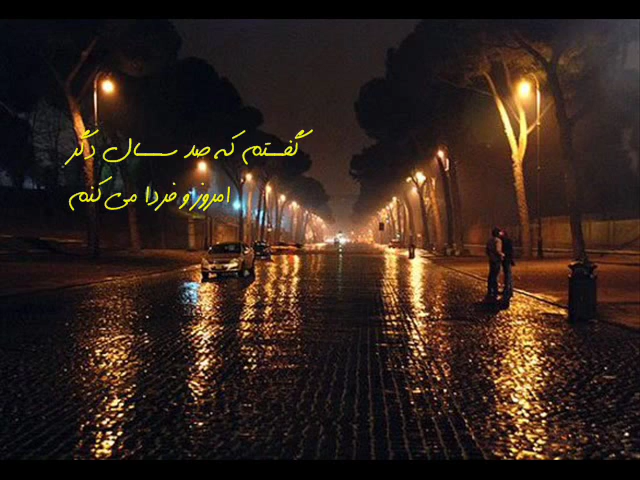 گفتم که صد سال دگر
امروز و فردا می کنم